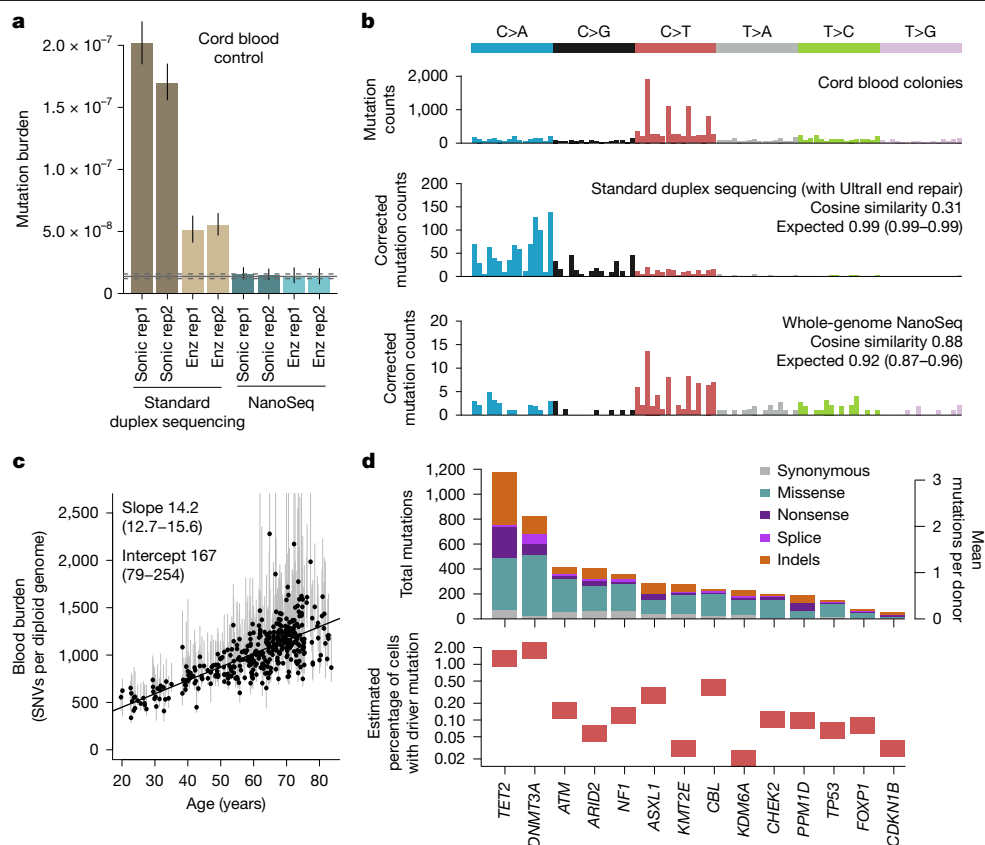 a
Cord blood
control
Mutation burden
2.0 × 10⁻⁷
1.5 × 10⁻⁷
1.0 × 10⁻⁷
5.0 × 10⁻⁸
0
Sonic rep1
Sonic rep2
Enz rep1
Enz rep2
Sonic rep1
Sonic rep2
Enz rep1
Enz rep2
Standard
duplex sequencing
NanoSeq
b
C>A C>G C>T T>A T>C T>G
Mutation
counts
2,000
1,000
0
Cord blood colonies
Corrected
mutation counts
200
150
100
50
0
Standard duplex sequencing (with UltraII end repair)
Cosine similarity 0.31
Expected 0.99 (0.99–0.99)
Corrected
mutation counts
20
15
10
5
0
Whole-genome NanoSeq
Cosine similarity 0.88
Expected 0.92 (0.87–0.96)
c
Slope 14.2
(12.7–15.6)
Intercept 167
(79–254)
Blood burden
(SNVs per diploid genome)
2,500
2,000
1,500
1,000
500
0
20 30 40 50 60 70 80
Age (years)
d
Total mutations
1,200
1,000
800
600
400
200
0
Synonymous
Missense
Nonsense
Splice
Indels
3
2
1
0
Mean
mutations per donor
Estimated
percentage of cells
with driver mutation
2.00
1.00
0.50
0.20
0.10
0.05
0.02
TET2
DNMT3A
ATM
ARID2
NF1
ASXL1
KMT2E
CBL
KDM6A
CHEK2
PPM1D
TP53
FOXP1
CDKN1B